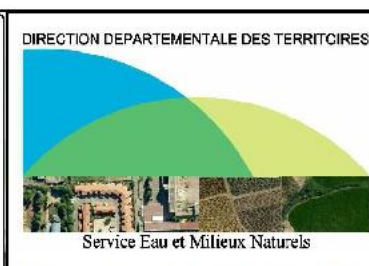 DIRECTION DEPARTEMENTALE DES TERRITOIRES
Service Eau et Milieux Naturels